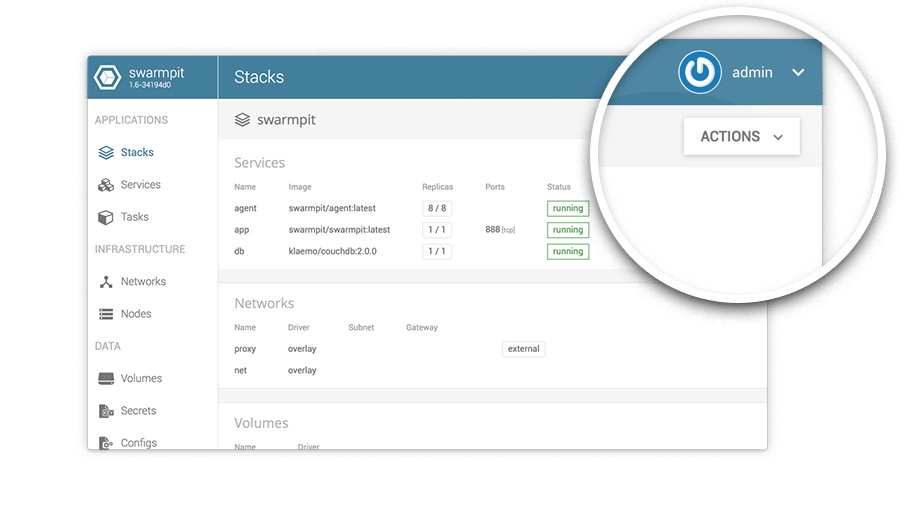 swarmpit
1.6-34194d0
Stacks
admin
APPLICATIONS
Stacks
Services
Tasks
INFRASTRUCTURE
Networks
Nodes
DATA
Volumes
Secrets
Configs
swarmpit
ACTIONS
Services
Name Image Replicas Ports Status
agent swarmpit/agent:latest 8 / 8 running
app swarmpit/swarmpit:latest 1 / 1 888 [tcp] running
db klaemo/couchdb:2.0.0 1 / 1 running
Networks
Name Driver Subnet Gateway
proxy overlay external
net overlay
Volumes
Name Driver